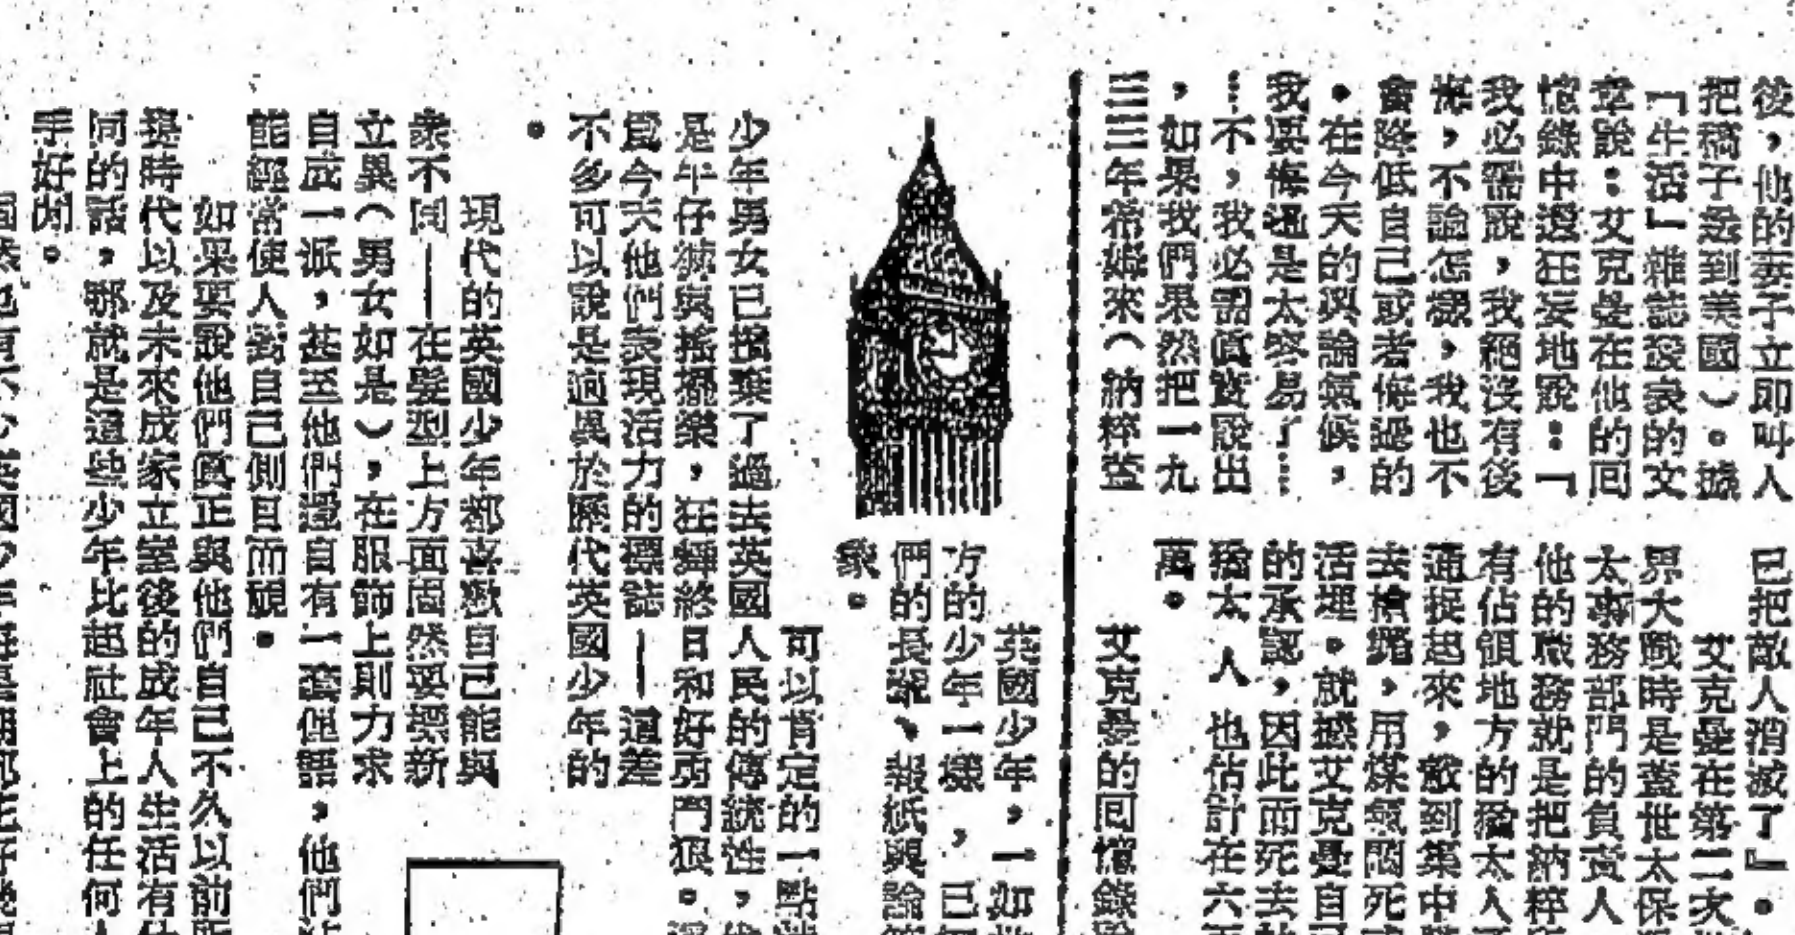 後，他的妻子立即叫人
把稿子送到美國）。據
『生活』雜誌發表的文
章說：艾克曼在他的回
憶錄中還狂妄地說：「
我必需說，我絕沒有後
悔，不論怎樣，我也不
會降低自己或者悔過的
。在今天的輿論氣候，
我要悔過是太容易了……
…不，我必需眞實說出
，如果我們果然把一九
三三年希姆來（納粹
已把敵人消滅了』。
艾克曼在第二次
界大戰時是蓋世太保
太事務部門的負責人
他的職務就是把納粹
有佔領地方的猶太人
通捉起來，送到集中
去槍斃，用煤氣悶死
活埋。就據艾克曼自
的承認，因此而死去
猶太人也估計在六
萬。
艾克曼的回憶錄
英國少年，一如
方的少年一樣，已
們的長輩、報紙輿論
象。
可以肯定的一點
少年男女已摒棄了過去英國人民的傳統性，
是牛仔褲與搖擺樂，狂舞終日和好勇鬥狠。
爲今天他們表現活力的標誌——這差
不多可以說是適與於歷代英國少年的
。
現代的英國少年都喜歡自己能與
衆不同——在髮型上方面固然要標新
立異（男女如是），在服飾上則力求
自成一派，甚至他們還自有一套俚語，他們
能經常使人對自己側目而視。
如果要說他們眞正與他們自己不久以前
與時代以及未來成家立室後的成年人生活有
同的話，那就是這些少年比起社會上的任何
手好閒。